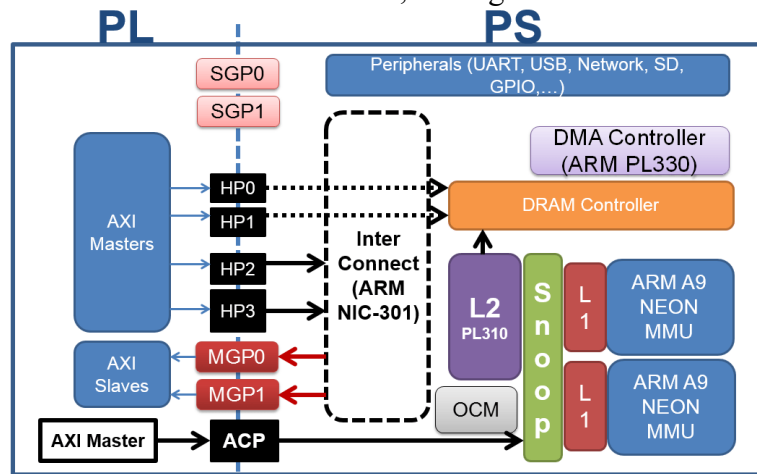 PL
PS
SGP0
SGP1
Peripherals (UART, USB, Network, SD,
GPIO,…)
DMA Controller
(ARM PL330)
AXI
Masters
HP0
HP1
HP2
HP3
DRAM Controller
Inter
Connect
(ARM
NIC-301)
L2
PL310
Snoop
L
1
ARM A9
NEON
MMU
L
1
ARM A9
NEON
MMU
AXI
Slaves
MGP0
MGP1
OCM
AXI Master
ACP